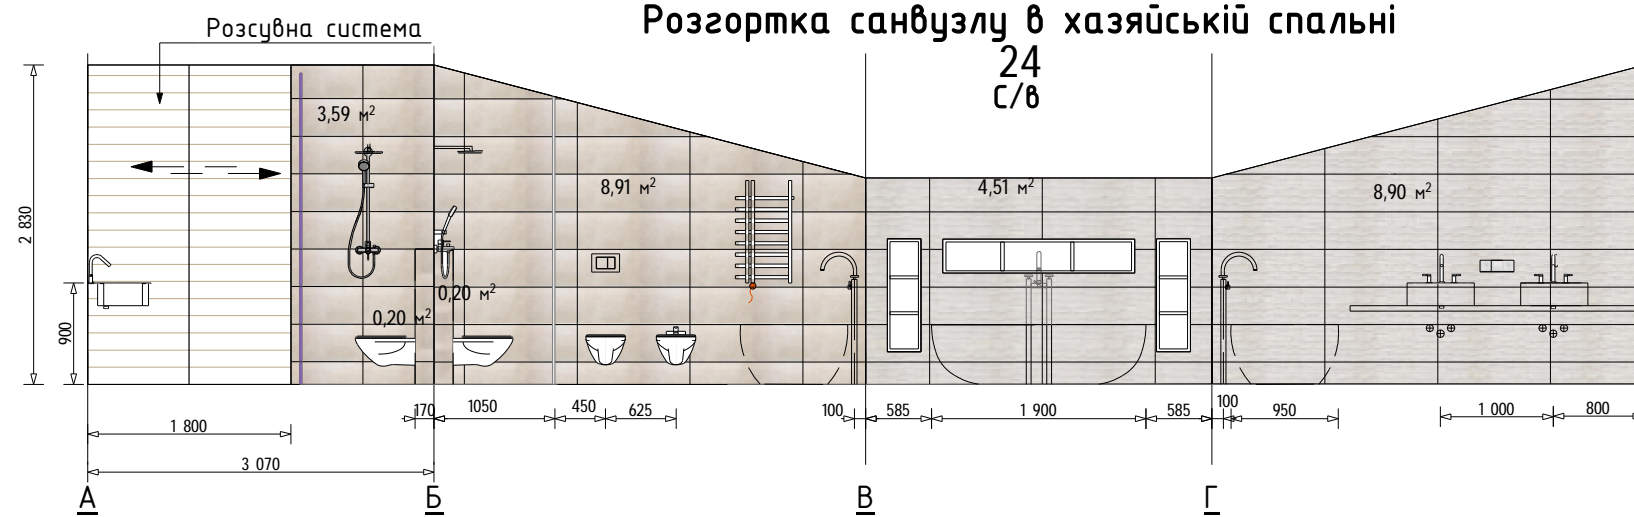 Розгортка санвузлу в хазяйській спальні
24
С/в
Розсувна система
3,59 м²
8,91 м²
4,51 м²
8,90 м²
0,20 м²
0,20 м²
2 830
900
170
1050
450
625
100
585
1 900
585
100
950
1 000
800
1 800
3 070
А
Б
В
Г